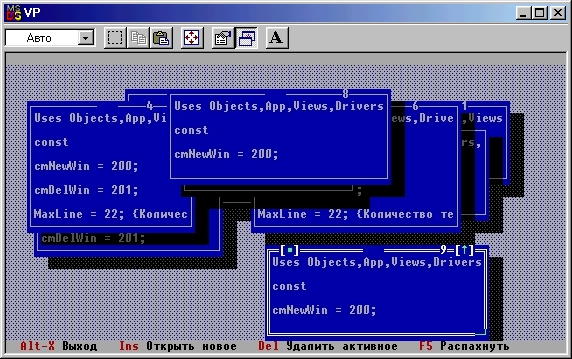 MS DOS VP
Авто
A
8
Uses Objects,App,Views,Drivers
const
cmNewWin = 200;
4
Uses Objects,App,Vi
const
cmNewWin = 200;
cmDelWin = 201;
MaxLine = 22; {Количес
cmDelWin = 201;
6
ws,Drive
MaxLine = 22; {Количество те
1
,Views
rs,
;
9 [↑]
Uses Objects,App,Views,Drivers
const
cmNewWin = 200;
Alt-X Выход Ins Открыть новое Del Удалить активное F5 Распахнуть